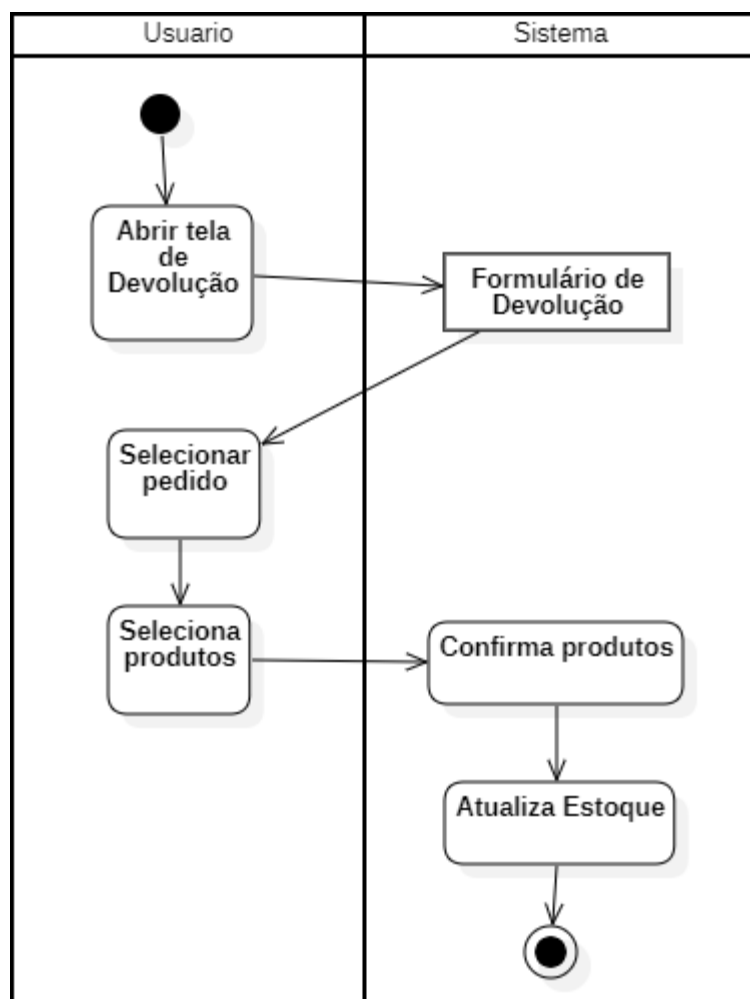 Usuario
Sistema
Abrir tela
de
Devolução
Formulário de
Devolução
Selecionar
pedido
Seleciona
produtos
Confirma produtos
Atualiza Estoque